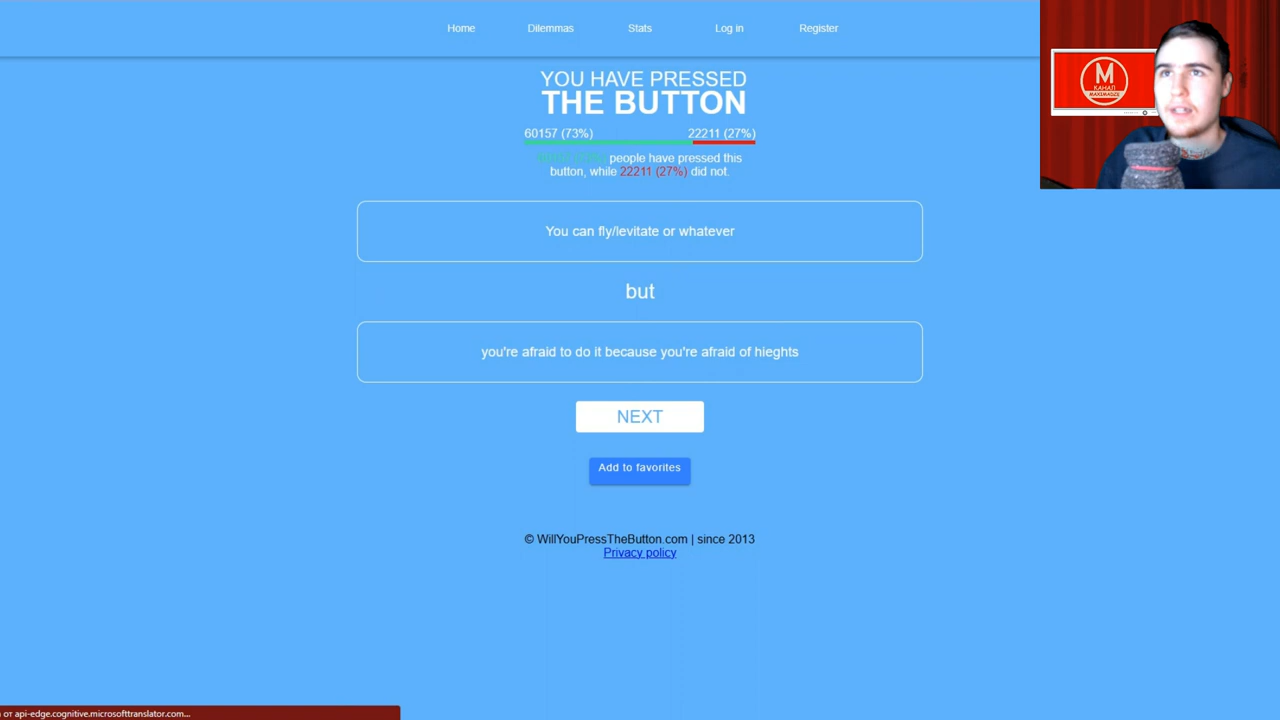 Home Dilemmas Stats Log in Register
YOU HAVE PRESSED
THE BUTTON
60157 (73%) 22211 (27%)
people have pressed this
button, while 22211 (27%) did not.
You can fly/levitate or whatever
but
you're afraid to do it because you're afraid of hieghts
NEXT
Add to favorites
© WillYouPressTheButton.com | since 2013
Privacy policy
М
КАНАЛ
от api-edge.cognitive.microsofttranslator.com...